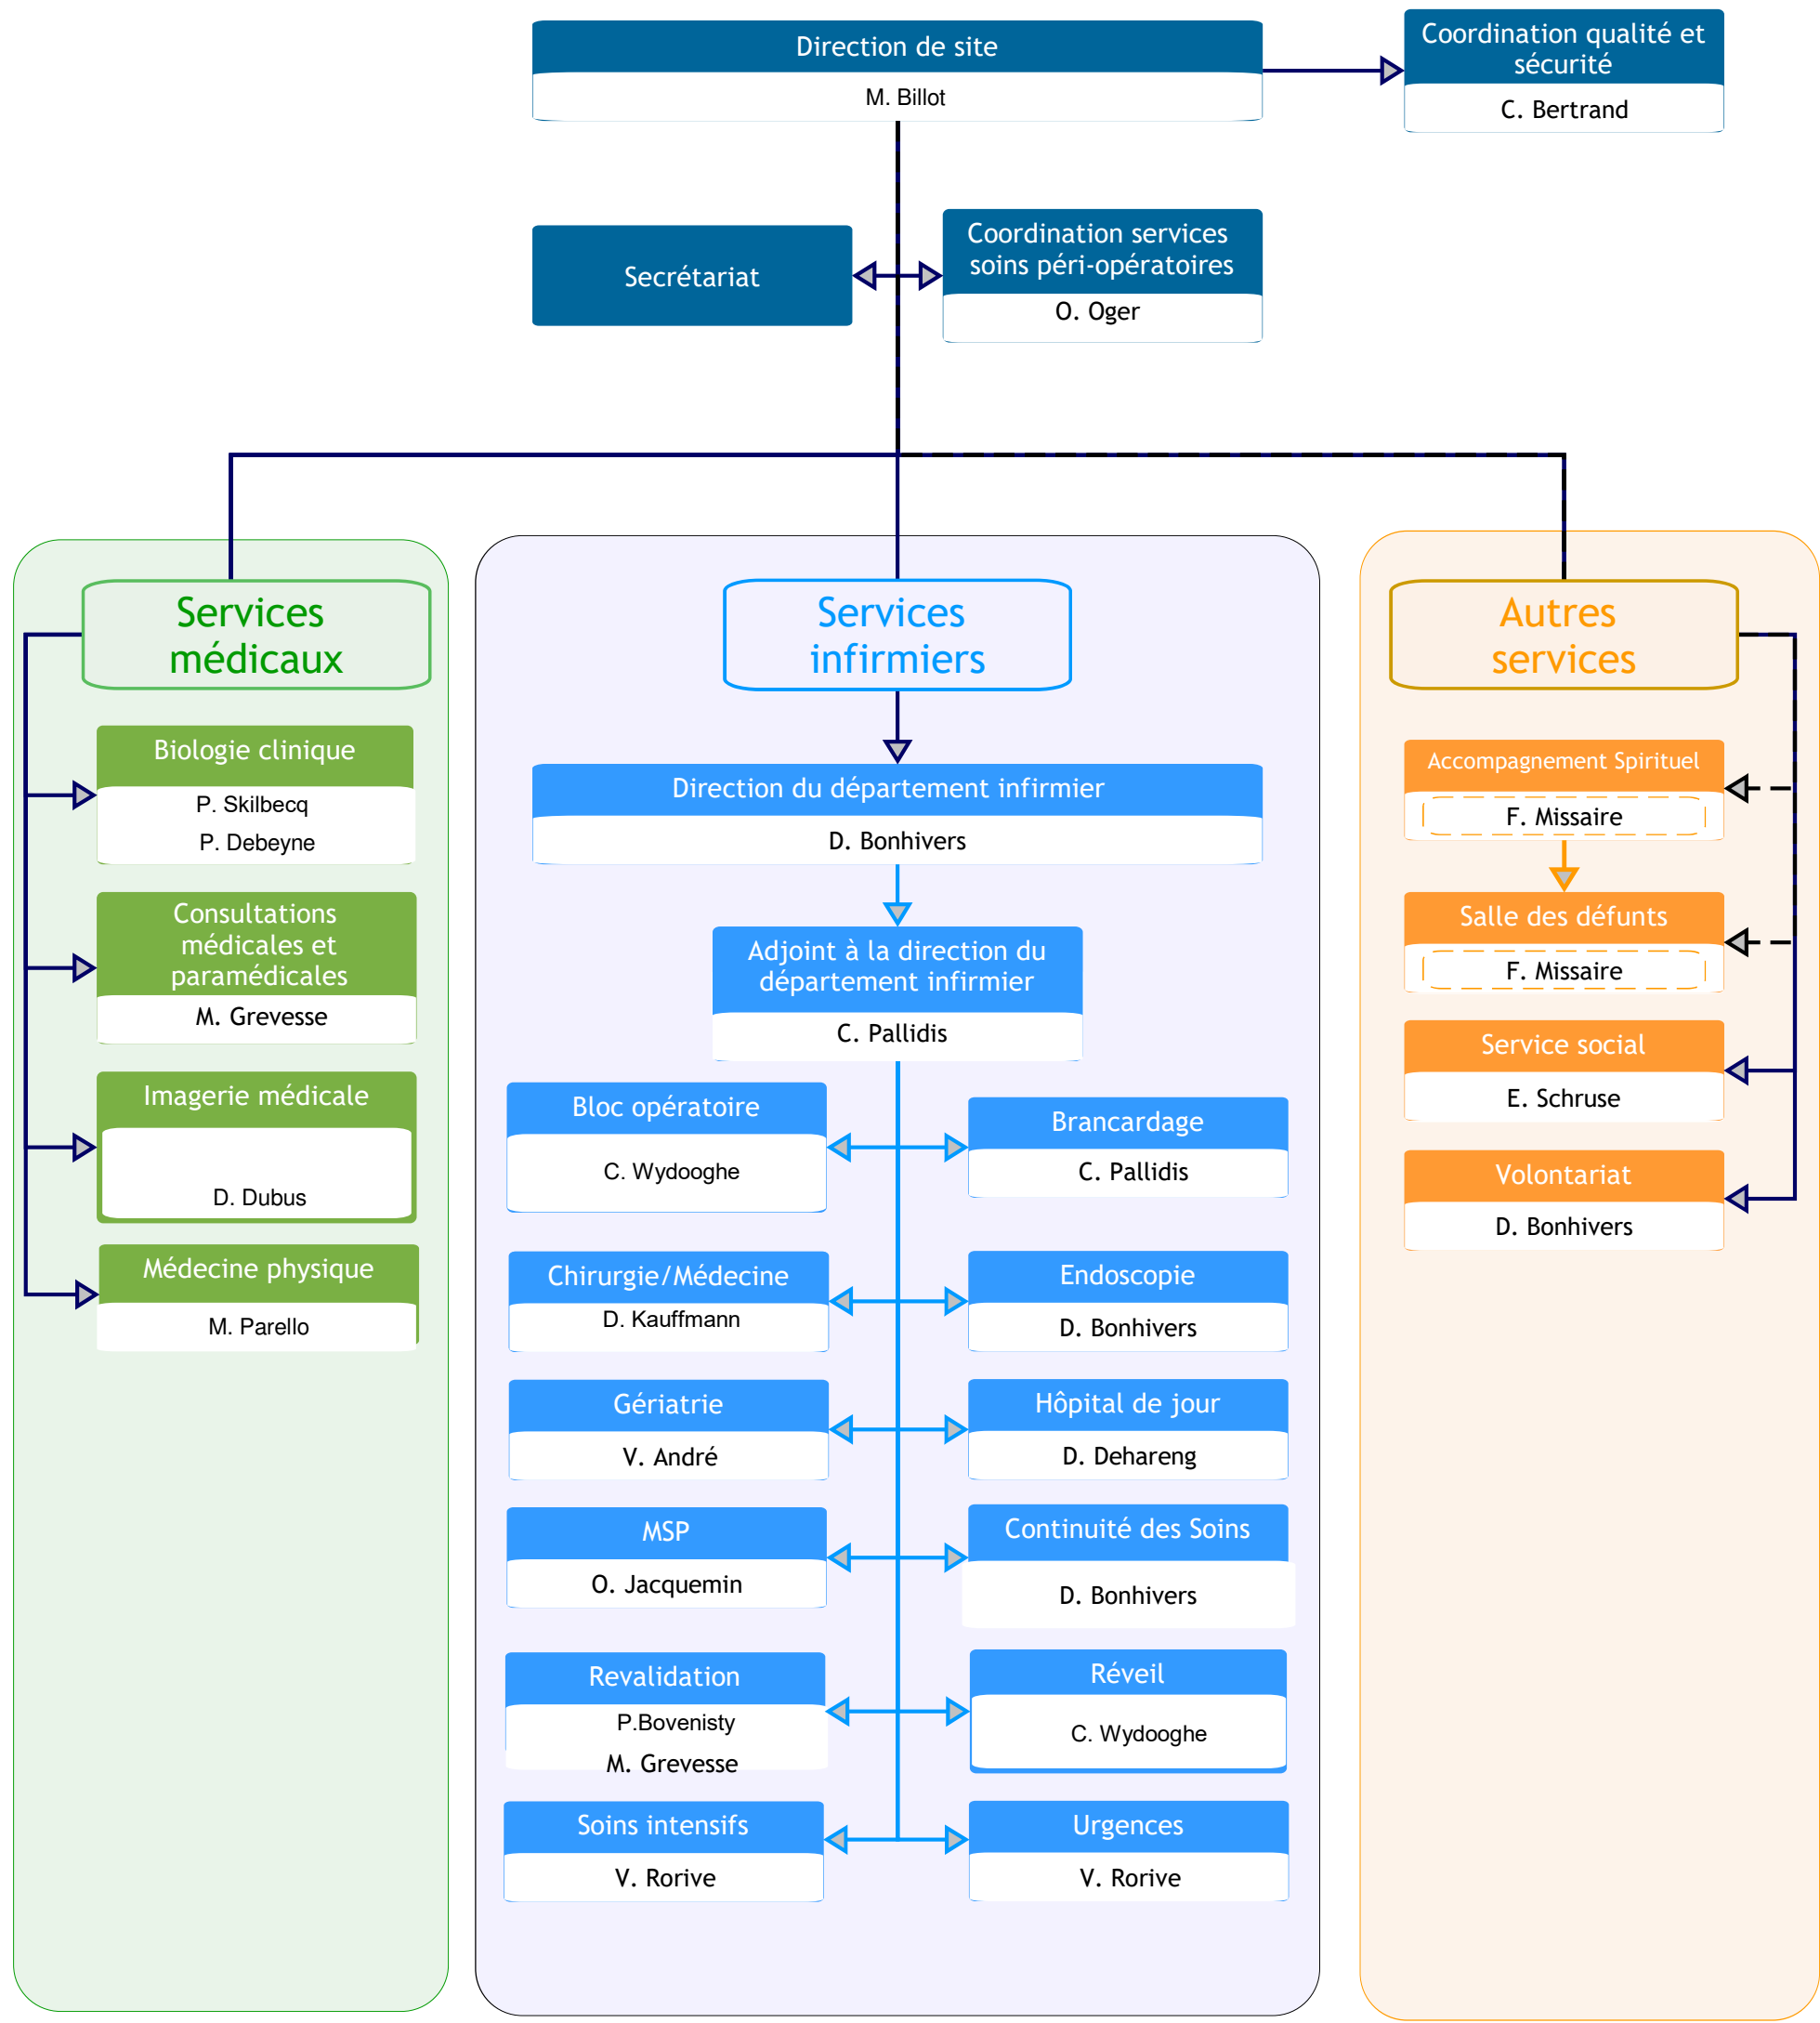 Direction de site
M. Billot
Coordination qualité et
sécurité
C. Bertrand
Secrétariat
Coordination services
soins péri-opératoires
O. Oger
Services
médicaux
Biologie clinique
P. Skilbecq
P. Debeyne
Consultations
médicales et
paramédicales
M. Grevesse
Imagerie médicale
D. Dubus
Médecine physique
M. Parello
Services
infirmiers
Direction du département infirmier
D. Bonhivers
Adjoint à la direction du
département infirmier
C. Pallidis
Bloc opératoire
C. Wydooghe
Brancardage
C. Pallidis
Chirurgie/Médecine
D. Kauffmann
Endoscopie
D. Bonhivers
Gériatrie
V. André
Hôpital de jour
D. Dehareng
MSP
O. Jacquemin
Continuité des Soins
D. Bonhivers
Revalidation
P.Bovenisty
M. Grevesse
Réveil
C. Wydooghe
Soins intensifs
V. Rorive
Urgences
V. Rorive
Autres
services
Accompagnement Spirituel
F. Missaire
Salle des défunts
F. Missaire
Service social
E. Schruse
Volontariat
D. Bonhivers